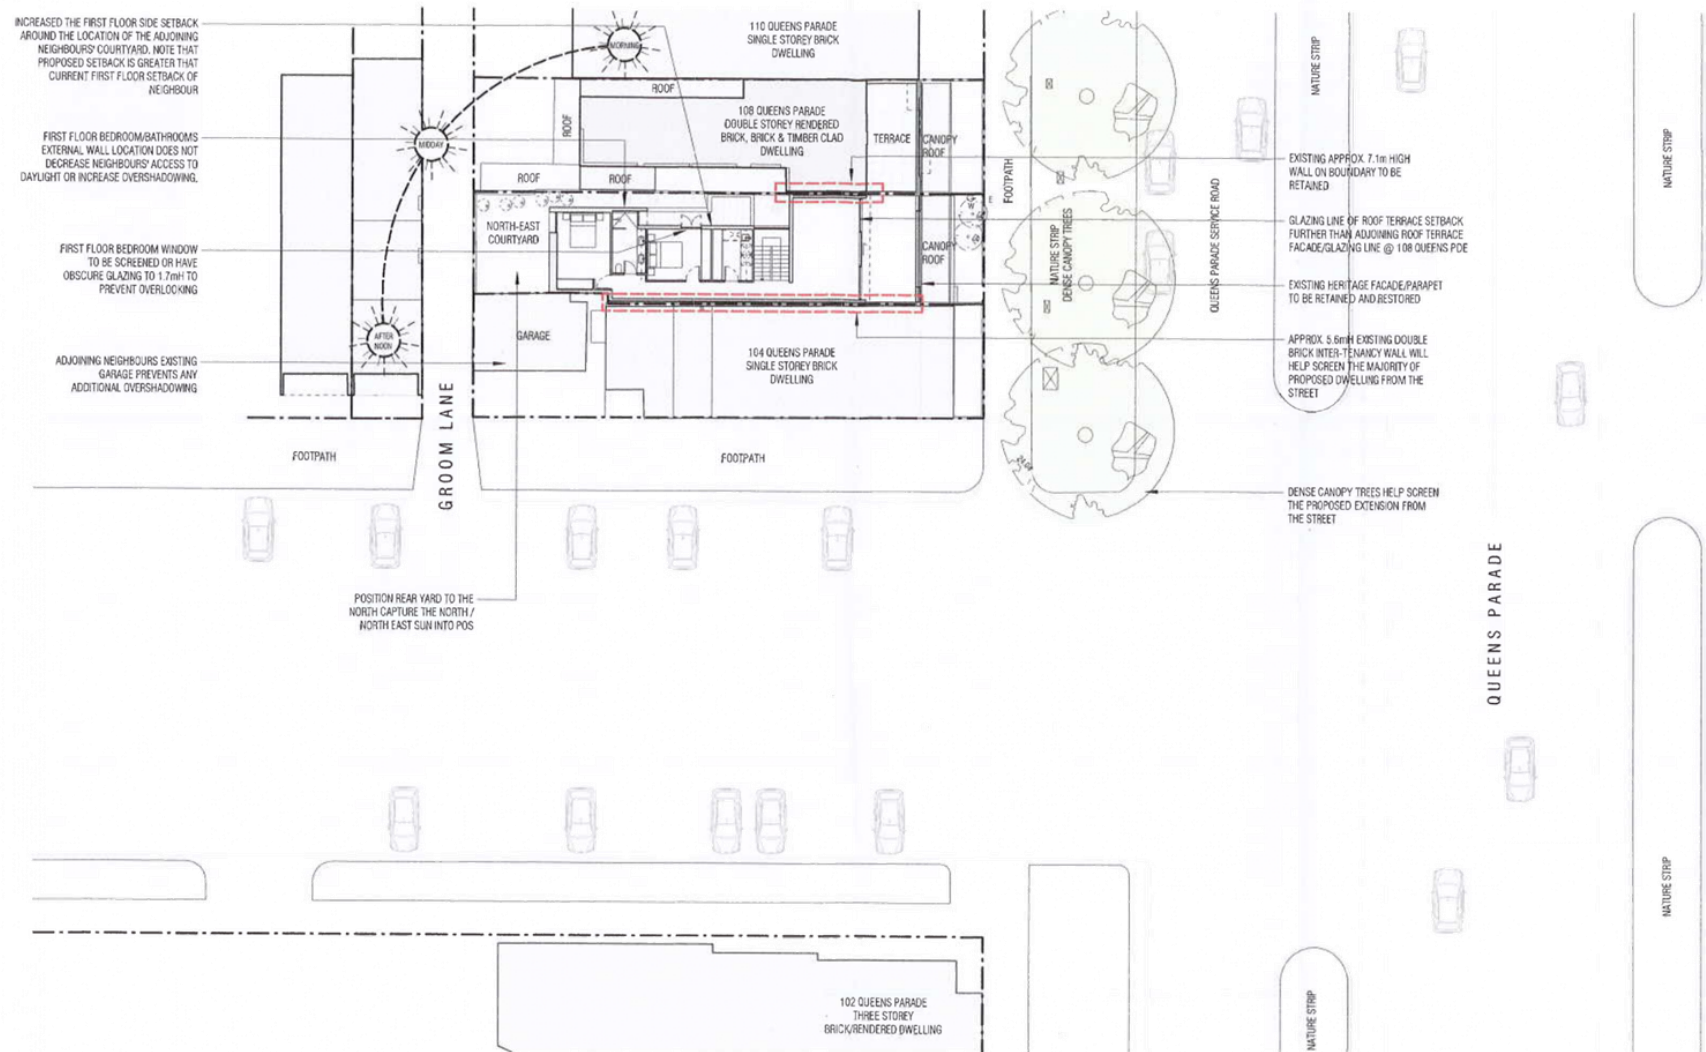 INCREASED THE FIRST FLOOR SIDE SETBACK
AROUND THE LOCATION OF THE ADJOINING
NEIGHBOURS' COURTYARD. NOTE THAT
PROPOSED SETBACK IS GREATER THAT
CURRENT FIRST FLOOR SETBACK OF
NEIGHBOUR
FIRST FLOOR BEDROOM/BATHROOMS
EXTERNAL WALL LOCATION DOES NOT
DECREASE NEIGHBOURS' ACCESS TO
DAYLIGHT OR INCREASE OVERSHADOWING.
FIRST FLOOR BEDROOM WINDOW
TO BE SCREENED OR HAVE
OBSCURE GLAZING TO 1.7mH TO
PREVENT OVERLOOKING
ADJOINING NEIGHBOURS EXISTING
GARAGE PREVENTS ANY
ADDITIONAL OVERSHADOWING
MORNING
MIDDAY
AFTER
NOON
110 QUEENS PARADE
SINGLE STOREY BRICK
DWELLING
ROOF
ROOF
108 QUEENS PARADE
DOUBLE STOREY RENDERED
BRICK, BRICK & TIMBER CLAD
DWELLING
TERRACE
CANOPY
ROOF
ROOF
ROOF
NORTH-EAST
COURTYARD
CANOPY
ROOF
GARAGE
104 QUEENS PARADE
SINGLE STOREY BRICK
DWELLING
GROOM LANE
FOOTPATH
FOOTPATH
FOOTPATH
NATURE STRIP
DENSE CANOPY TREES
QUEENS PARADE SERVICE ROAD
NATURE STRIP
NATURE STRIP
EXISTING APPROX. 7.1m HIGH
WALL ON BOUNDARY TO BE
RETAINED
GLAZING LINE OF ROOF TERRACE SETBACK
FURTHER THAN ADJOINING ROOF TERRACE
FACADE/GLAZING LINE @ 108 QUEENS PDE
EXISTING HERITAGE FACADE/PARAPET
TO BE RETAINED AND RESTORED
APPROX. 5.6mH EXISTING DOUBLE
BRICK INTER-TENANCY WALL WILL
HELP SCREEN THE MAJORITY OF
PROPOSED DWELLING FROM THE
STREET
DENSE CANOPY TREES HELP SCREEN
THE PROPOSED EXTENSION FROM
THE STREET
POSITION REAR YARD TO THE
NORTH CAPTURE THE NORTH /
NORTH EAST SUN INTO POS
QUEENS PARADE
102 QUEENS PARADE
THREE STOREY
BRICK/RENDERED DWELLING
NATURE STRIP
NATURE STRIP